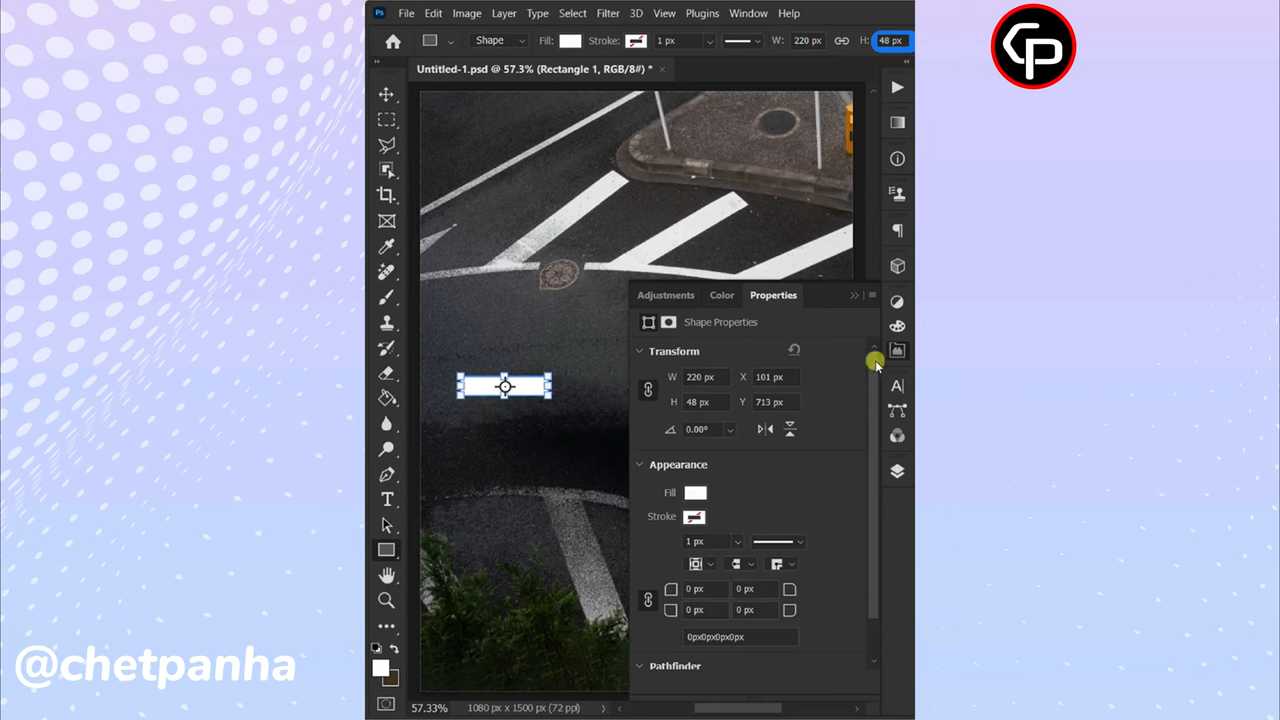 Ps File Edit Image Layer Type Select Filter 3D View Plugins Window Help
Shape Fill: Stroke: 1 px W: 220 px H: 48 px
Untitled-1.psd @ 57.3% (Rectangle 1, RGB/8#) *
Adjustments Color Properties
Shape Properties
Transform
W 220 px X 101 px
H 48 px Y 713 px
0.00°
Appearance
Fill
Stroke
1 px
0 px 0 px
0 px 0 px
0px0px0px0px
Pathfinder
57.33% 1080 px x 1500 px (72 ppi)
@chetpanha
CP